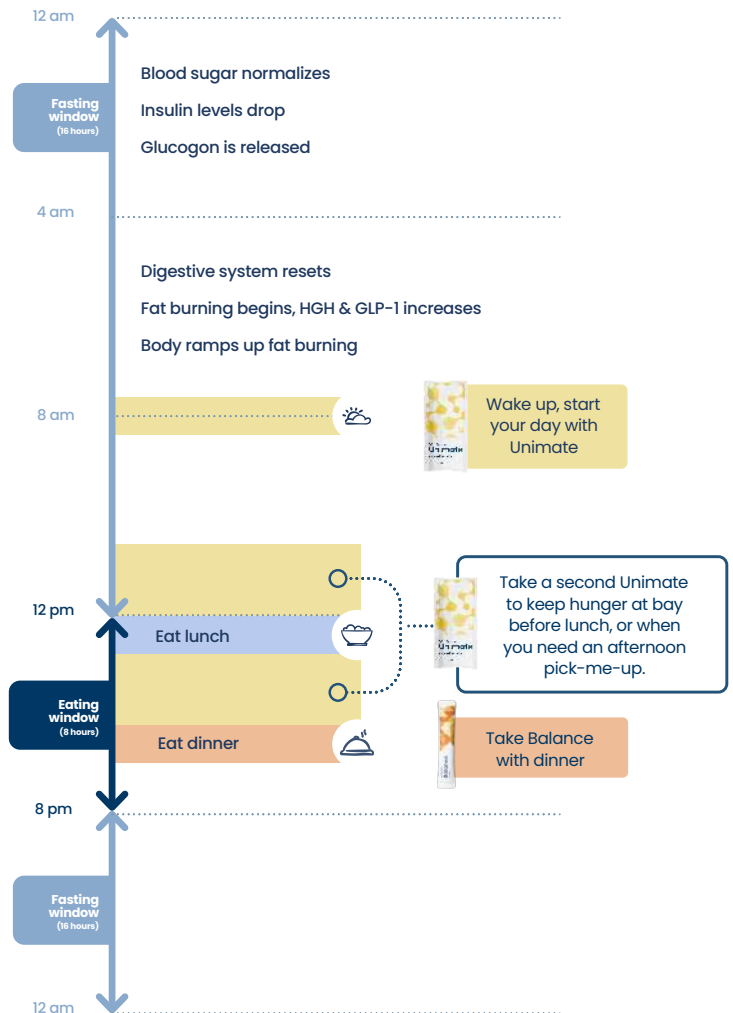 12 am
Blood sugar normalizes
Fasting
window
(16 hours)
Insulin levels drop
Glucogon is released
4 am
Digestive system resets
Fat burning begins, HGH & GLP-1 increases
Body ramps up fat burning
8 am
Wake up, start
your day with
Unimate
Unimate
12 pm
Eat lunch
Take a second Unimate
to keep hunger at bay
before lunch, or when
you need an afternoon
pick-me-up.
Unimate
Eating
window
(8 hours)
Eat dinner
Take Balance
with dinner
Balance
8 pm
Fasting
window
(16 hours)
12 am